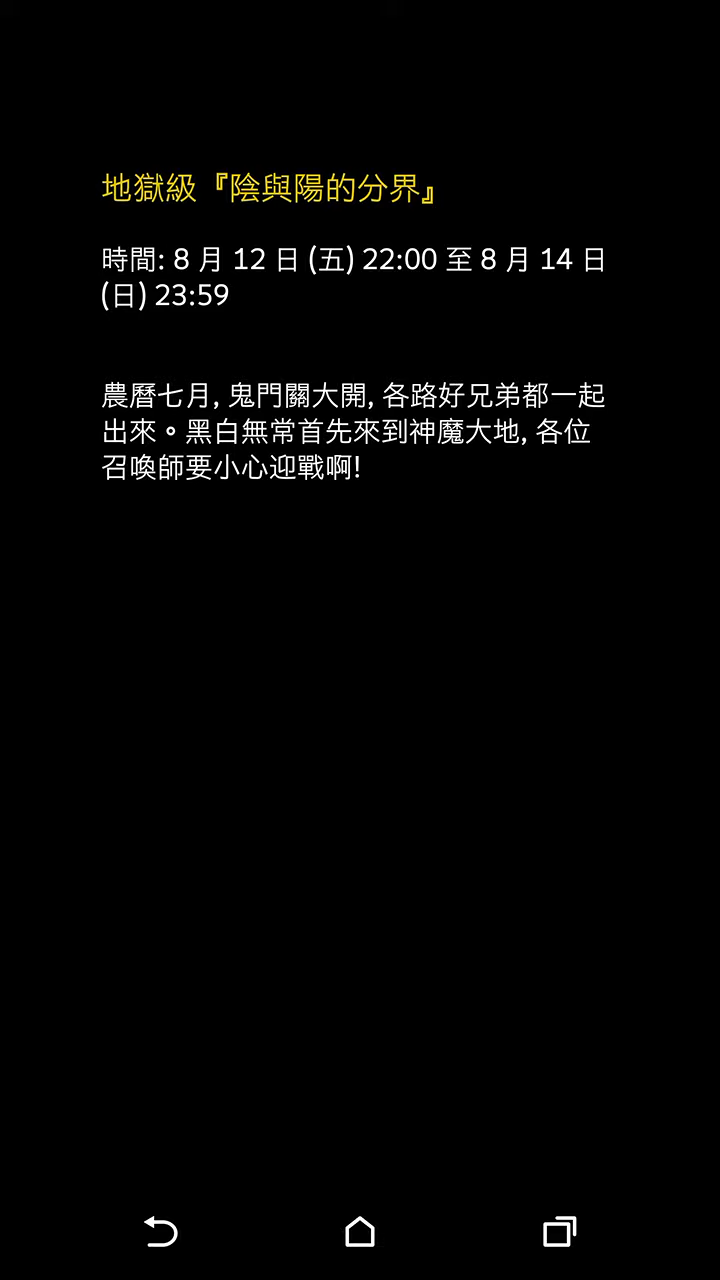 地獄級『陰與陽的分界』
時間: 8 月 12 日 (五) 22:00 至 8 月 14 日
(日) 23:59
農曆七月, 鬼門關大開, 各路好兄弟都一起
出來。黑白無常首先來到神魔大地, 各位
召喚師要小心迎戰啊!